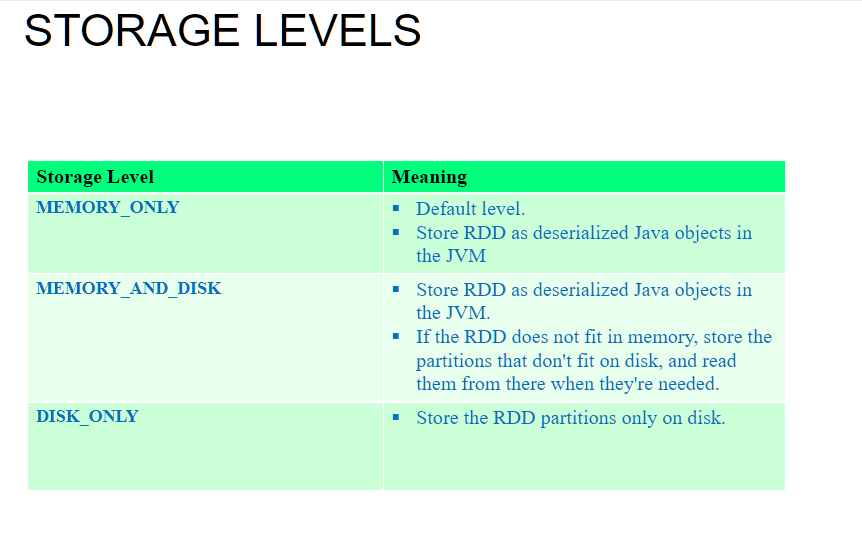 STORAGE LEVELS
Storage Level
Meaning
MEMORY_ONLY
▪ Default level.
▪ Store RDD as deserialized Java objects in
the JVM
MEMORY_AND_DISK
▪ Store RDD as deserialized Java objects in
the JVM.
▪ If the RDD does not fit in memory, store the
partitions that don't fit on disk, and read
them from there when they're needed.
DISK_ONLY
▪ Store the RDD partitions only on disk.